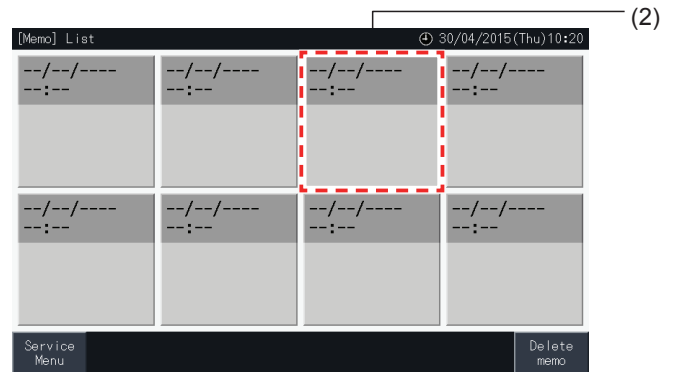 (2)
[Memo] List 30/04/2015(Thu)10:20
--/--/---- --/--/---- --/--/---- --/--/----
--:-- --:-- --:-- --:--
--/--/---- --/--/---- --/--/---- --/--/----
--:-- --:-- --:-- --:--
Service Delete
Menu memo